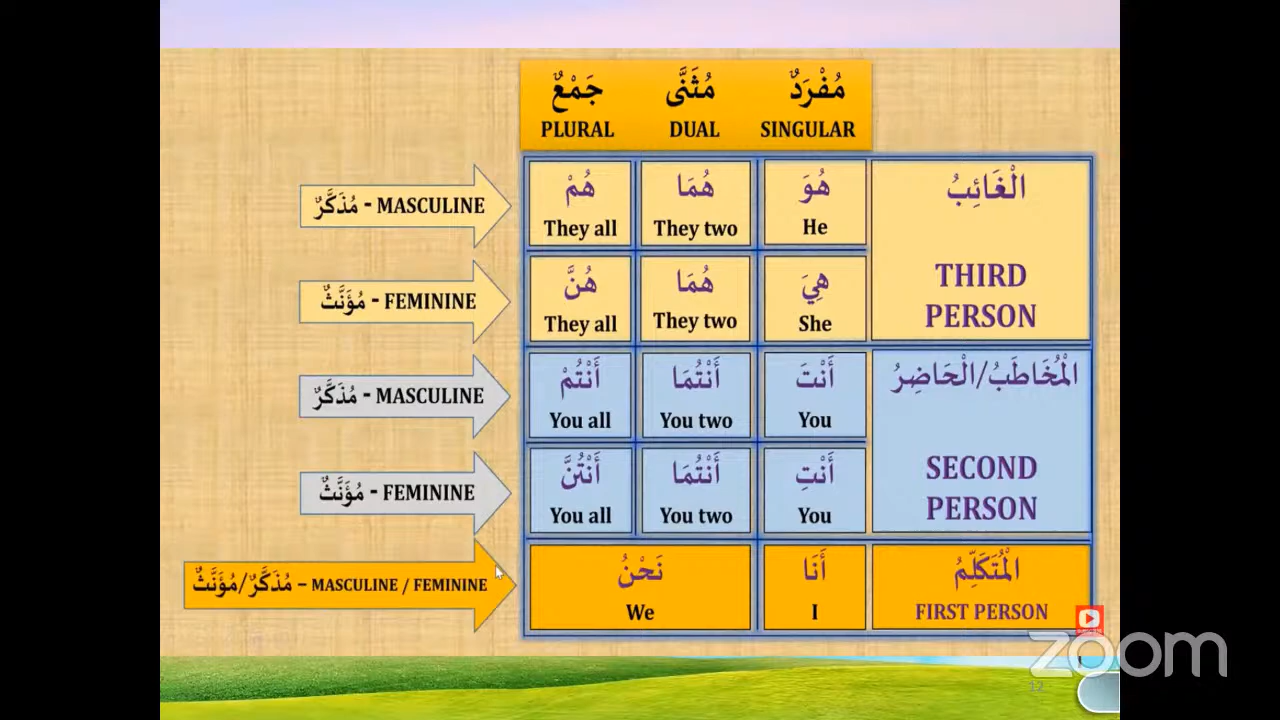 جَمْعٌ مُثَنَّى مُفْرَدٌ
PLURAL DUAL SINGULAR
مُذَكَّرٌ - MASCULINE
هُمْ هُمَا هُوَ
They all They two He
الْغَائِبُ
THIRD
PERSON
مُؤَنَّثٌ - FEMININE
هُنَّ هُمَا هِيَ
They all They two She
مُذَكَّرٌ - MASCULINE
أَنْتُمْ أَنْتُمَا أَنْتَ
You all You two You
الْمُخَاطَبُ/الْحَاضِرُ
SECOND
PERSON
مُؤَنَّثٌ - FEMININE
أَنْتُنَّ أَنْتُمَا أَنْتِ
You all You two You
مُذَكَّرٌ/مُؤَنَّثٌ - MASCULINE / FEMININE
نَحْنُ أَنَا
We I
الْمُتَكَلِّمُ
FIRST PERSON
zoom
12